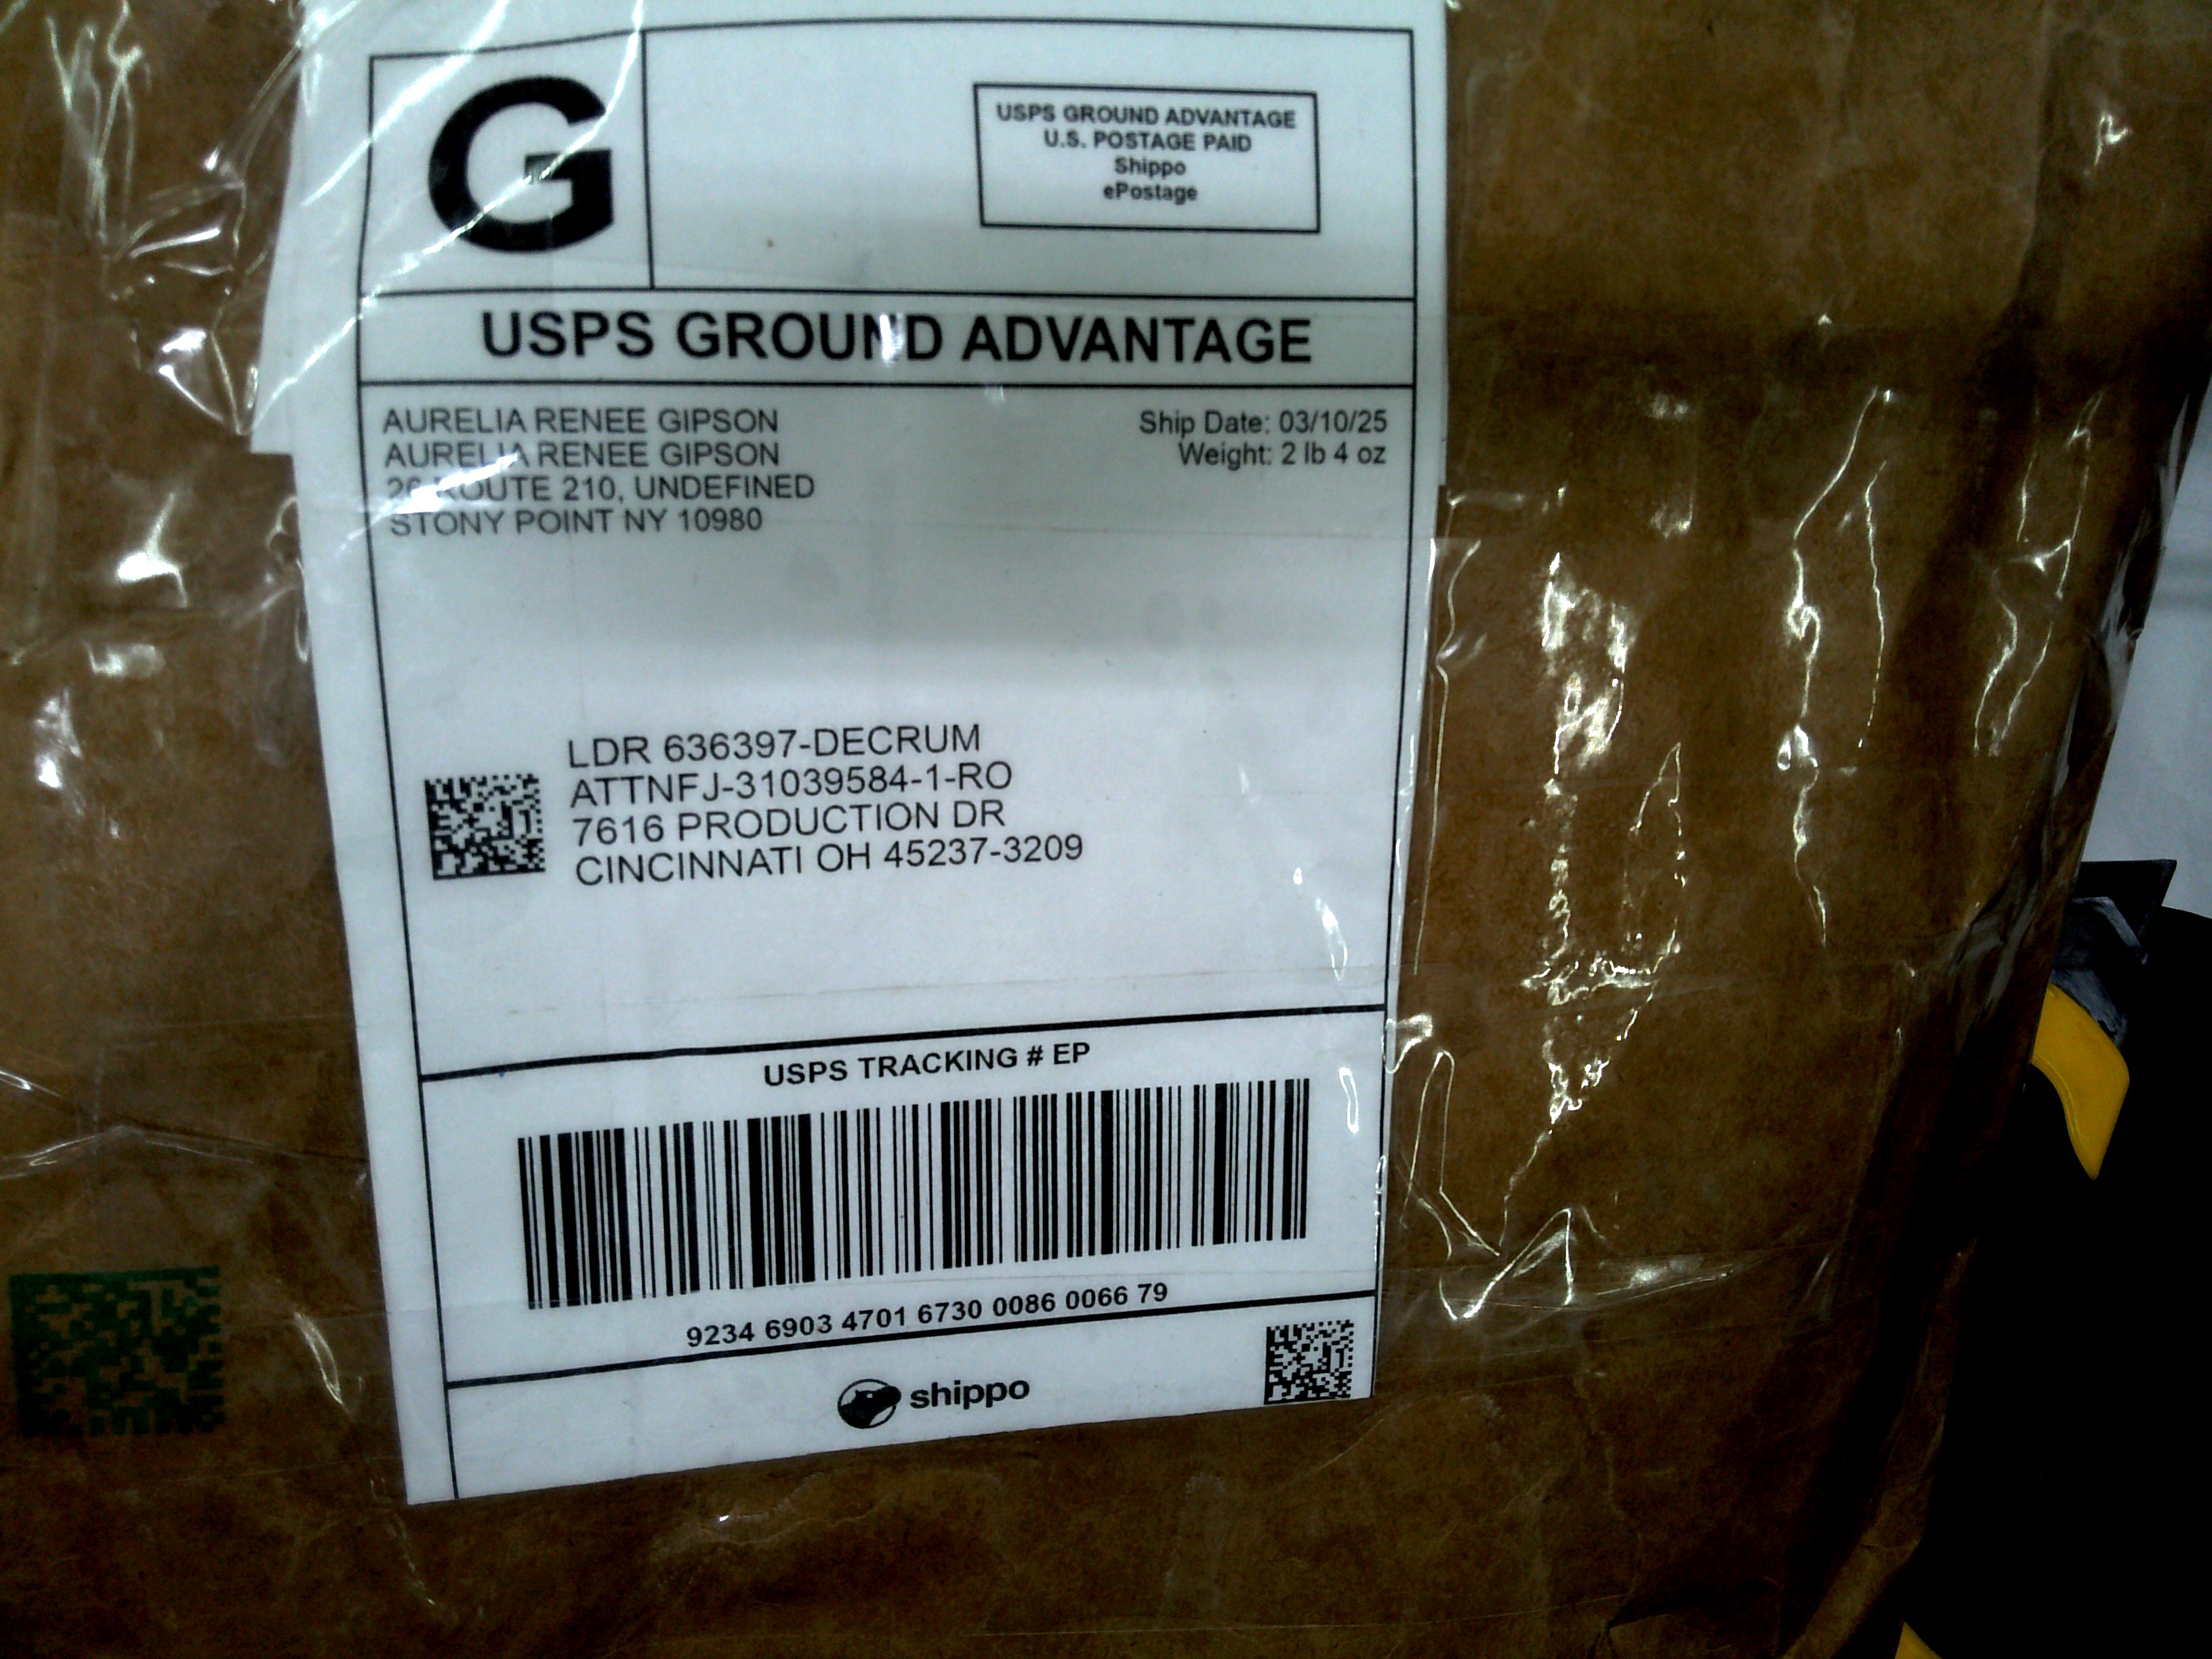 G
USPS GROUND ADVANTAGE
U.S. POSTAGE PAID
Shippo
ePostage
USPS GROUND ADVANTAGE
AURELIA RENEE GIPSON
Ship Date: 03/10/25
AURELIA RENEE GIPSON
Weight: 2 lb 4 oz
26 ROUTE 210, UNDEFINED
STONY POINT NY 10980
LDR 636397-DECRUM
ATTNFJ-31039584-1-RO
7616 PRODUCTION DR
CINCINNATI OH 45237-3209
USPS TRACKING # EP
9234 6903 4701 6730 0086 0066 79
shippo